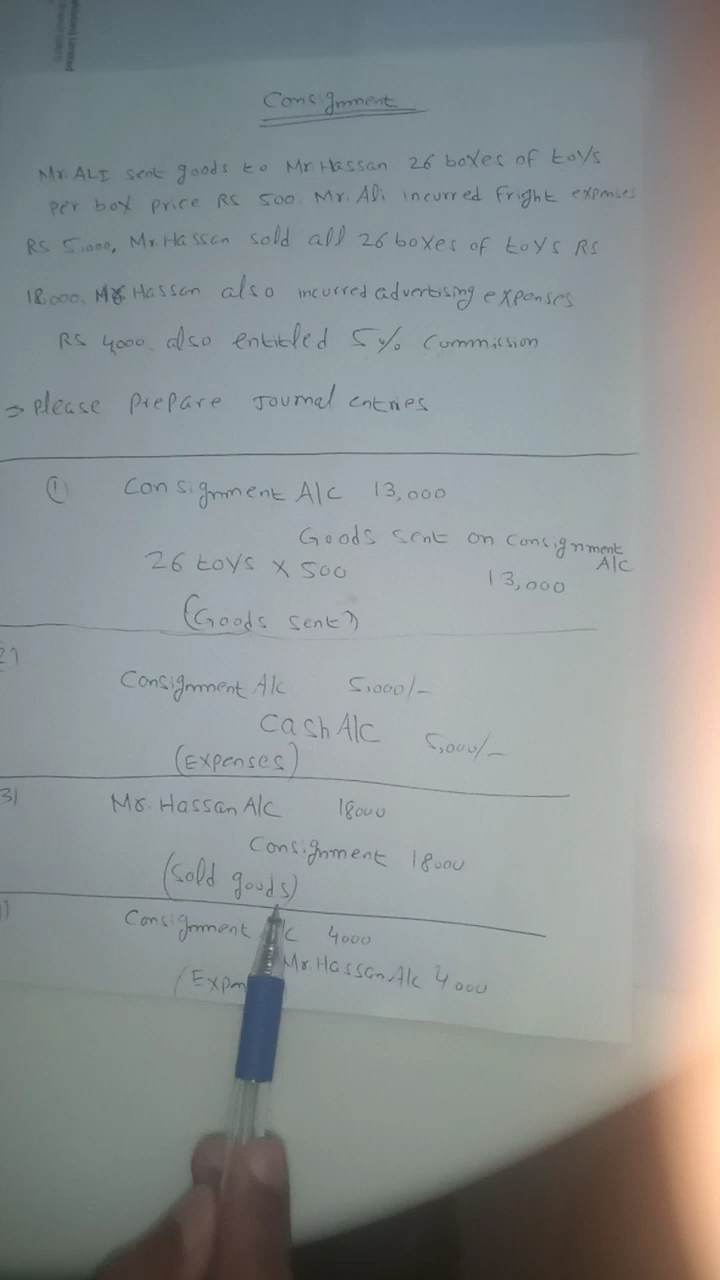 Consignment
Mr. ALI sent goods to Mr. Hassan 26 boxes of toys
per box price RS 500. Mr. Ali incurred fright expenses
RS 5,000, Mr. Hassan sold all 26 boxes of toys RS
18000. Mr Hassan also incurred advertising expenses
RS 4000. also entitled 5% Commission
⇒ please prepare Journal entries
① Consignment A/C 13,000
Goods sent on consignment
A/C
26 toys × 500
13,000
(Goods sent)
2)
Consignment A/c 5,000/-
Cash A/C 5,000/-
(Expenses)
3) Mr. Hassan A/C 18000
Consignment 18000
(Sold goods)
Consignment /C 4000
Mr. Hassan A/c 4000
(Expen